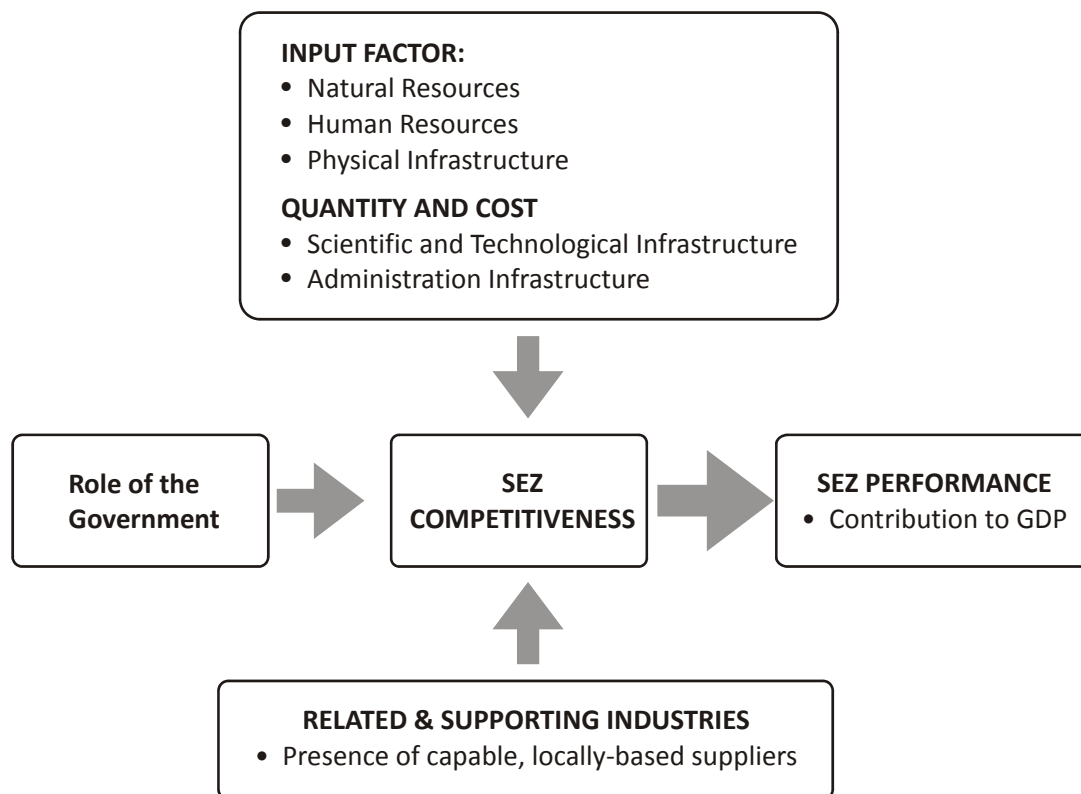 INPUT FACTOR:
• Natural Resources
• Human Resources
• Physical Infrastructure
QUANTITY AND COST
• Scientific and Technological Infrastructure
• Administration Infrastructure
Role of the
Government
SEZ
COMPETITIVENESS
SEZ PERFORMANCE
• Contribution to GDP
RELATED & SUPPORTING INDUSTRIES
• Presence of capable, locally-based suppliers